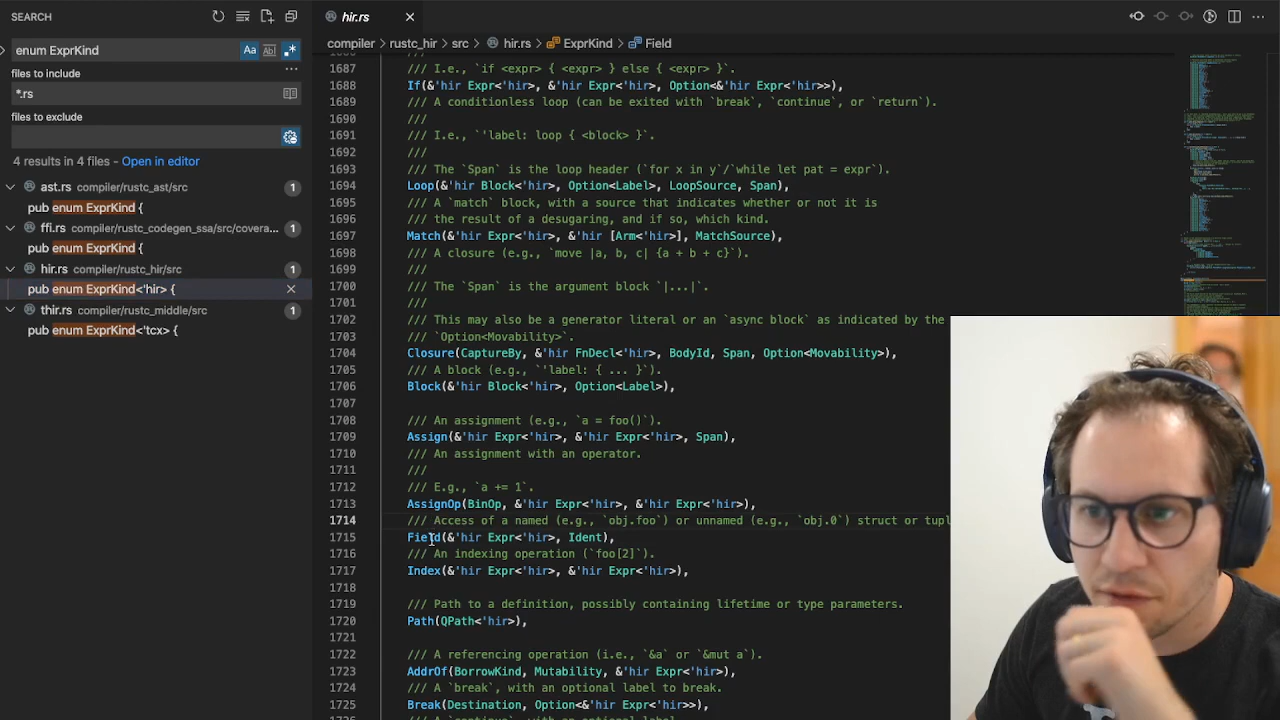 SEARCH
enum ExprKind
Aa
files to include
*.rs
files to exclude
4 results in 4 files - Open in editor
ast.rs compiler/rustc_ast/src 1
pub enum ExprKind {
ffi.rs compiler/rustc_codegen_ssa/src/covera... 1
pub enum ExprKind {
hir.rs compiler/rustc_hir/src 1
pub enum ExprKind<'hir> {
thir.rs compiler/rustc_middle/src 1
pub enum ExprKind<'tcx> {
hir.rs
compiler > rustc_hir > src > hir.rs > ExprKind > Field
1687 /// I.e., `if <expr> { <expr> } else { <expr> }`.
1688 If(&'hir Expr<'hir>, &'hir Expr<'hir>, Option<&'hir Expr<'hir>>),
1689 /// A conditionless loop (can be exited with `break`, `continue`, or `return`).
1690 ///
1691 /// I.e., `'label: loop { <block> }`.
1692 ///
1693 /// The `Span` is the loop header (`for x in y`/`while let pat = expr`).
1694 Loop(&'hir Block<'hir>, Option<Label>, LoopSource, Span),
1695 /// A `match` block, with a source that indicates whether or not it is
1696 /// the result of a desugaring, and if so, which kind.
1697 Match(&'hir Expr<'hir>, &'hir [Arm<'hir>], MatchSource),
1698 /// A closure (e.g., `move |a, b, c| {a + b + c}`).
1699 ///
1700 /// The `Span` is the argument block `|...|`.
1701 ///
1702 /// This may also be a generator literal or an `async block` as indicated by the
1703 /// `Option<Movability>`.
1704 Closure(CaptureBy, &'hir FnDecl<'hir>, BodyId, Span, Option<Movability>),
1705 /// A block (e.g., `'label: { ... }`).
1706 Block(&'hir Block<'hir>, Option<Label>),
1707
1708 /// An assignment (e.g., `a = foo()`).
1709 Assign(&'hir Expr<'hir>, &'hir Expr<'hir>, Span),
1710 /// An assignment with an operator.
1711 ///
1712 /// E.g., `a += 1`.
1713 AssignOp(BinOp, &'hir Expr<'hir>, &'hir Expr<'hir>),
1714 /// Access of a named (e.g., `obj.foo`) or unnamed (e.g., `obj.0`) struct or tupl
1715 Field(&'hir Expr<'hir>, Ident),
1716 /// An indexing operation (`foo[2]`).
1717 Index(&'hir Expr<'hir>, &'hir Expr<'hir>),
1718
1719 /// Path to a definition, possibly containing lifetime or type parameters.
1720 Path(QPath<'hir>),
1721
1722 /// A referencing operation (i.e., `&a` or `&mut a`).
1723 AddrOf(BorrowKind, Mutability, &'hir Expr<'hir>),
1724 /// A `break`, with an optional label to break.
1725 Break(Destination, Option<&'hir Expr<'hir>>),